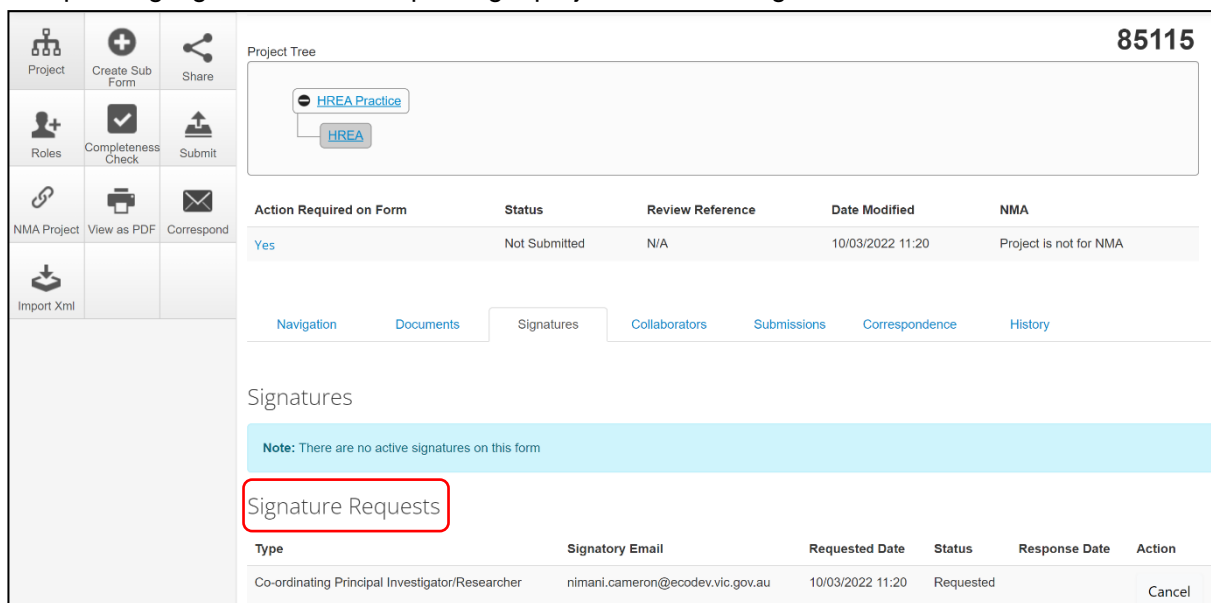 Project
Create Sub
Form
Share
Roles
Completeness
Check
Submit
NMA Project
View as PDF
Correspond
Import Xml
85115
Project Tree
HREA Practice
HREA
Action Required on Form Status Review Reference Date Modified NMA
Yes Not Submitted N/A 10/03/2022 11:20 Project is not for NMA
Navigation Documents Signatures Collaborators Submissions Correspondence History
Signatures
Note: There are no active signatures on this form
Signature Requests
Type Signatory Email Requested Date Status Response Date Action
Co-ordinating Principal Investigator/Researcher nimani.cameron@ecodev.vic.gov.au 10/03/2022 11:20 Requested Cancel